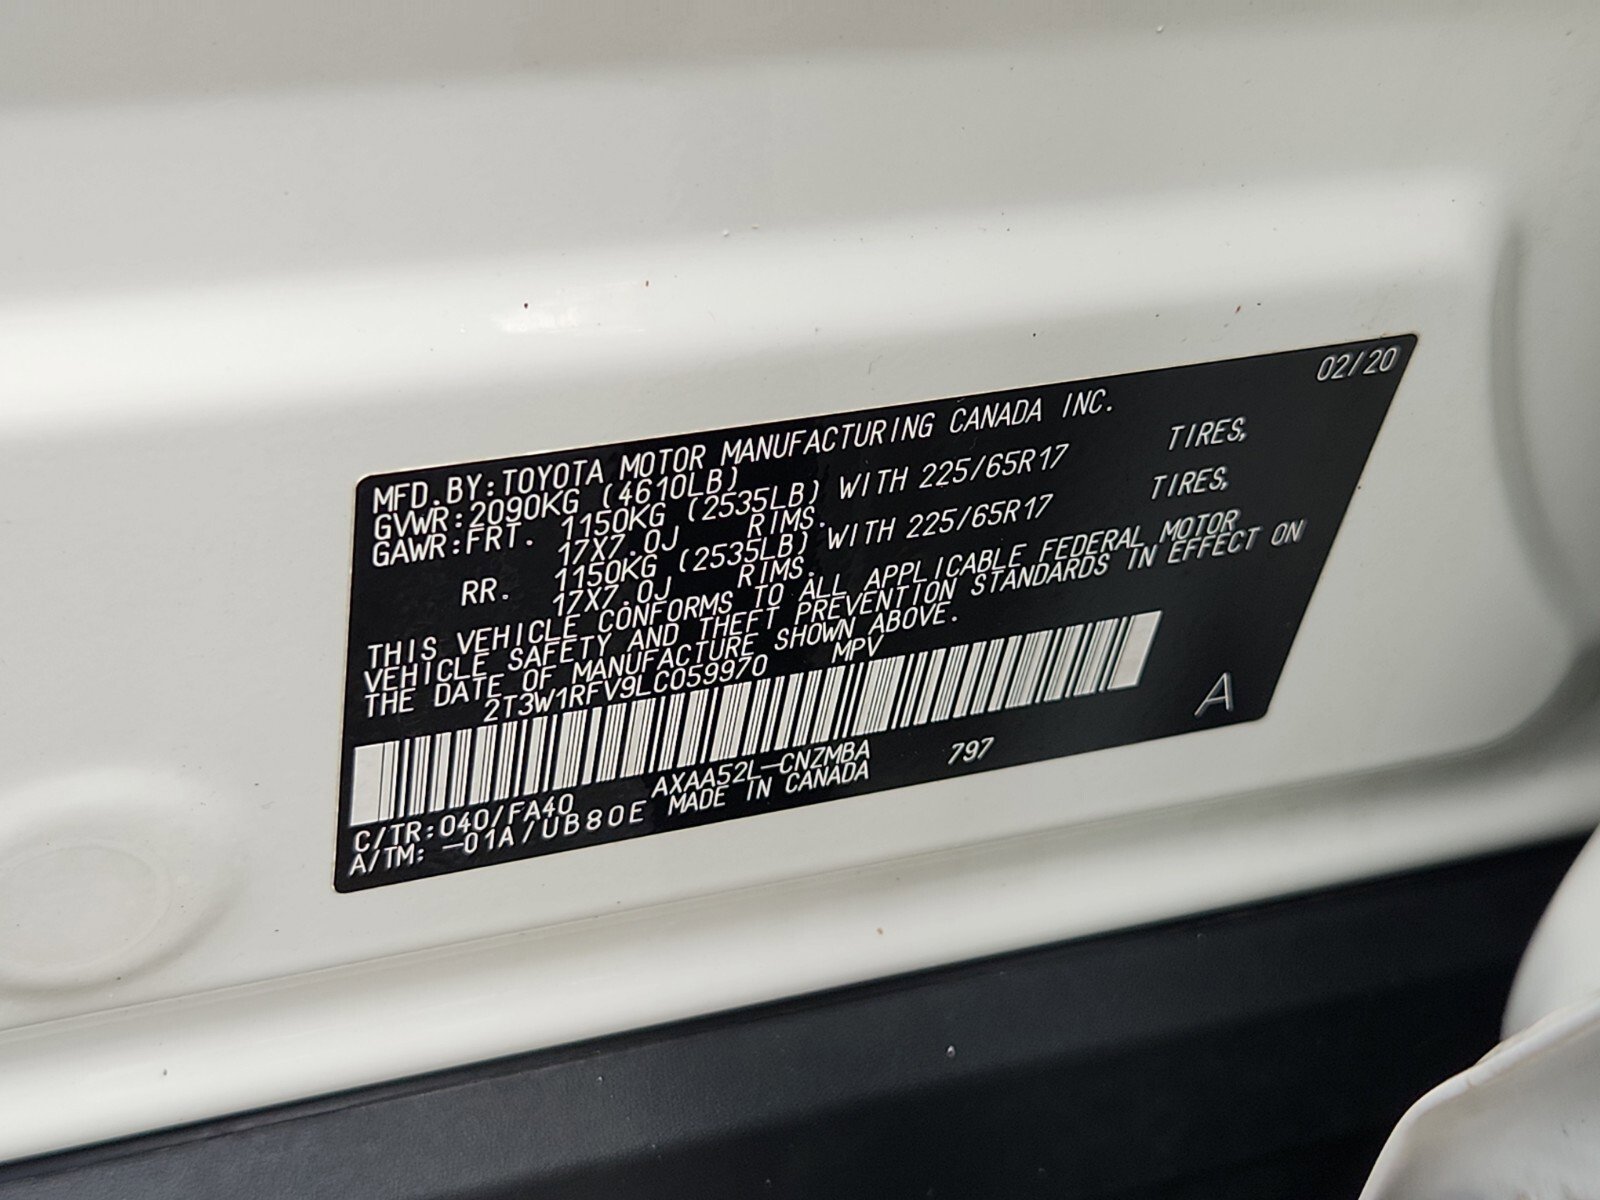 02/20
MFD.BY:TOYOTA MOTOR MANUFACTURING CANADA INC.
GVWR:2090KG (4610LB)
GAWR:FRT. 1150KG (2535LB) WITH 225/65R17 TIRES,
17X7.0J RIMS.
RR. 1150KG (2535LB) WITH 225/65R17 TIRES,
17X7.0J RIMS.
THIS VEHICLE CONFORMS TO ALL APPLICABLE FEDERAL MOTOR
VEHICLE SAFETY AND THEFT PREVENTION STANDARDS IN EFFECT ON
THE DATE OF MANUFACTURE SHOWN ABOVE.
2T3W1RFV9LC059970 MPV
A
C/TR:040/FA40 AXAA52L-CNZMBA 797
A/TM: -01A/UB80E MADE IN CANADA